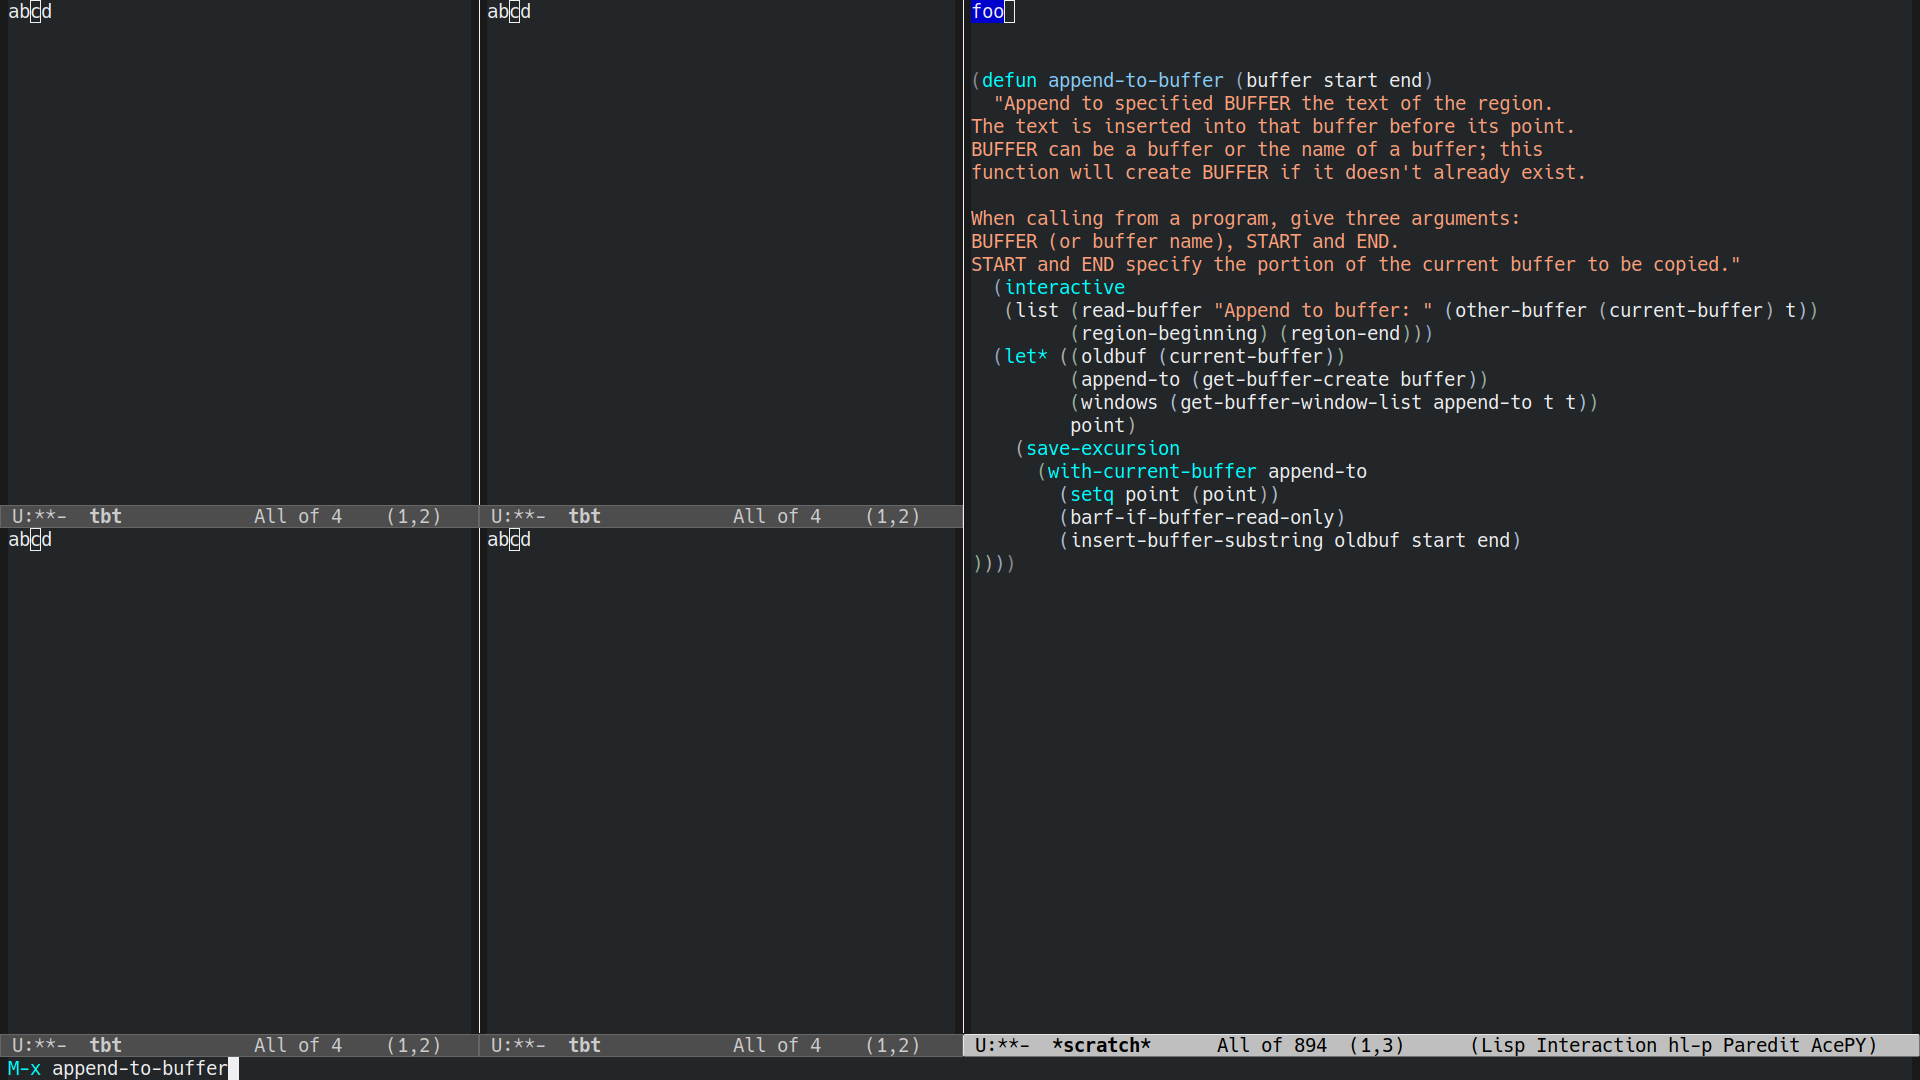 abcd
U:**-  tbt            All of 4    (1,2)
abcd
U:**-  tbt            All of 4    (1,2)
abcd
U:**-  tbt            All of 4    (1,2)
abcd
U:**-  tbt            All of 4    (1,2)
foo
(defun append-to-buffer (buffer start end)
  "Append to specified BUFFER the text of the region.
The text is inserted into that buffer before its point.
BUFFER can be a buffer or the name of a buffer; this
function will create BUFFER if it doesn't already exist.
When calling from a program, give three arguments:
BUFFER (or buffer name), START and END.
START and END specify the portion of the current buffer to be copied."
  (interactive
   (list (read-buffer "Append to buffer: " (other-buffer (current-buffer) t))
         (region-beginning) (region-end)))
  (let* ((oldbuf (current-buffer))
         (append-to (get-buffer-create buffer))
         (windows (get-buffer-window-list append-to t t))
         point)
    (save-excursion
      (with-current-buffer append-to
        (setq point (point))
        (barf-if-buffer-read-only)
        (insert-buffer-substring oldbuf start end)
))))
U:**-  *scratch*      All of 894  (1,3)      (Lisp Interaction hl-p Paredit AcePY)
M-x append-to-buffer